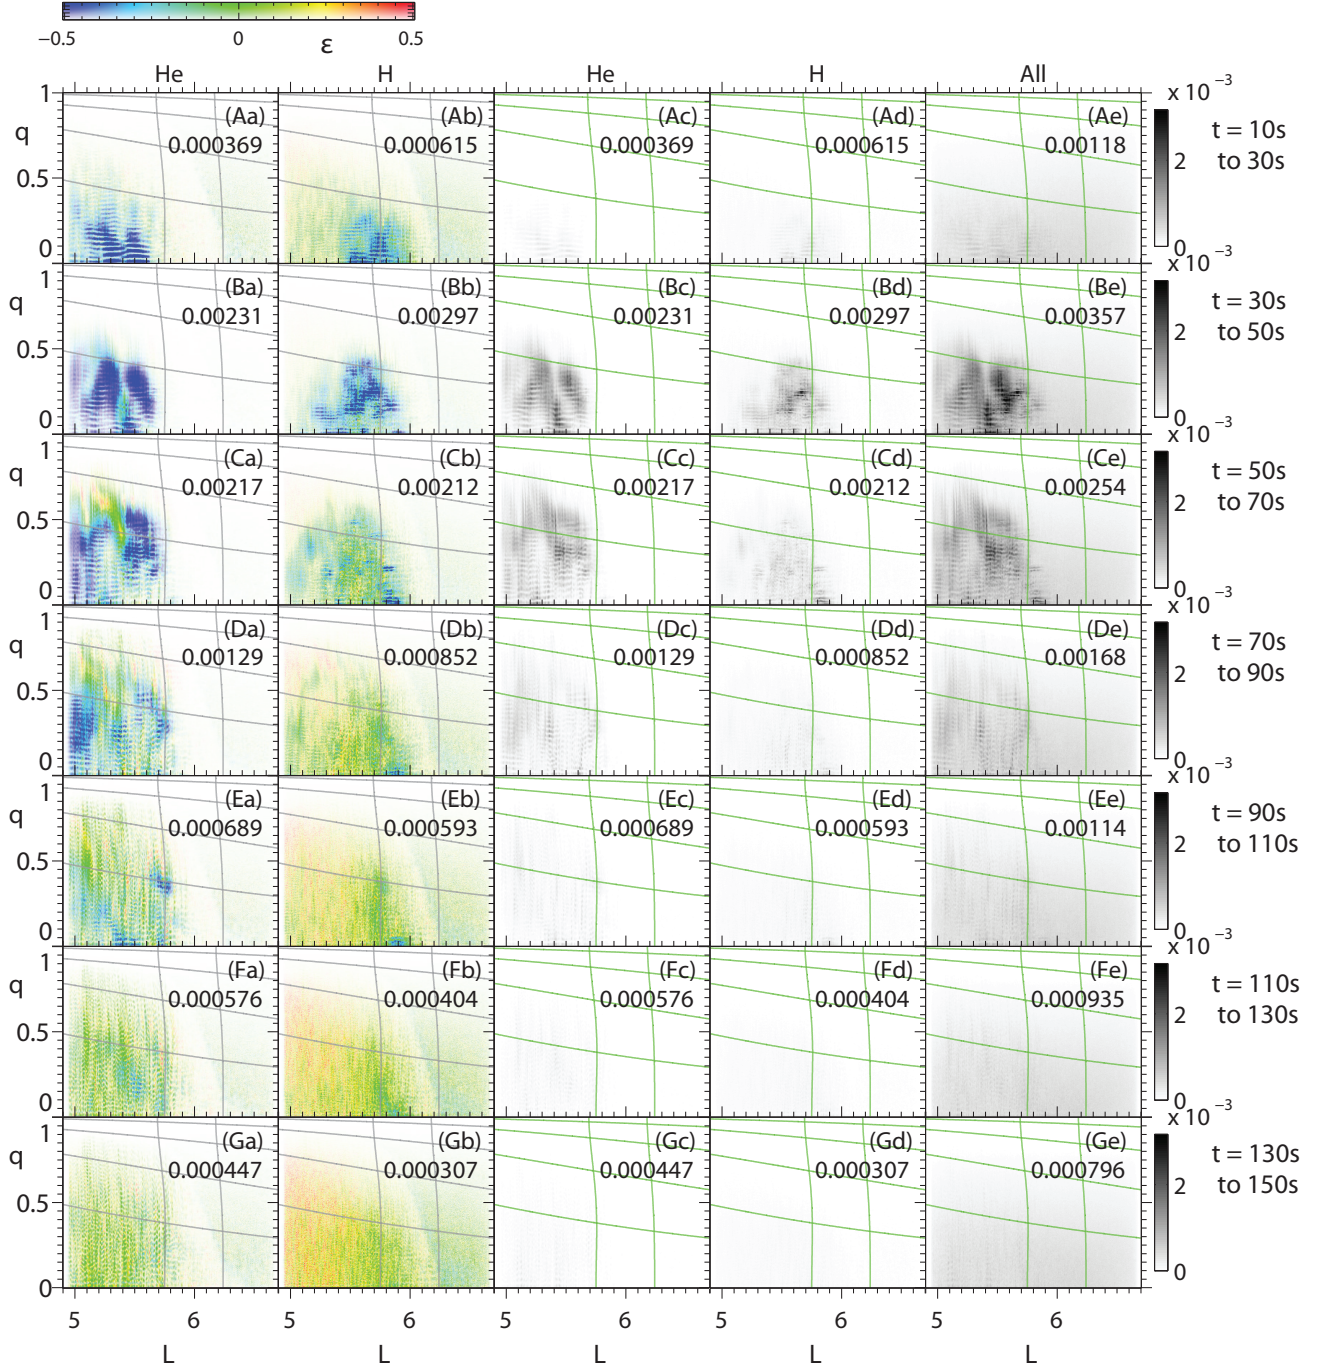 −0.5 0 0.5
ε
He H He H All
x 10 −3
1 (Aa) (Ab) (Ac) (Ad) (Ae) t = 10s
q 0.000369 0.000615 0.000369 0.000615 0.00118 2 to 30s
0.5
0 0
x 10 −3
1 (Ba) (Bb) (Bc) (Bd) (Be) t = 30s
q 0.00231 0.00297 0.00231 0.00297 0.00357 2 to 50s
0.5
0 0
x 10 −3
1 (Ca) (Cb) (Cc) (Cd) (Ce) t = 50s
q 0.00217 0.00212 0.00217 0.00212 0.00254 2 to 70s
0.5
0 0
x 10 −3
1 (Da) (Db) (Dc) (Dd) (De) t = 70s
q 0.00129 0.000852 0.00129 0.000852 0.00168 2 to 90s
0.5
0 0
x 10 −3
1 (Ea) (Eb) (Ec) (Ed) (Ee) t = 90s
q 0.000689 0.000593 0.000689 0.000593 0.00114 2 to 110s
0.5
0 0
x 10 −3
1 (Fa) (Fb) (Fc) (Fd) (Fe) t = 110s
q 0.000576 0.000404 0.000576 0.000404 0.000935 2 to 130s
0.5
0 0
x 10 −3
1 (Ga) (Gb) (Gc) (Gd) (Ge) t = 130s
q 0.000447 0.000307 0.000447 0.000307 0.000796 2 to 150s
0.5
0 0
5 6 5 6 5 6 5 6 5 6
L L L L L